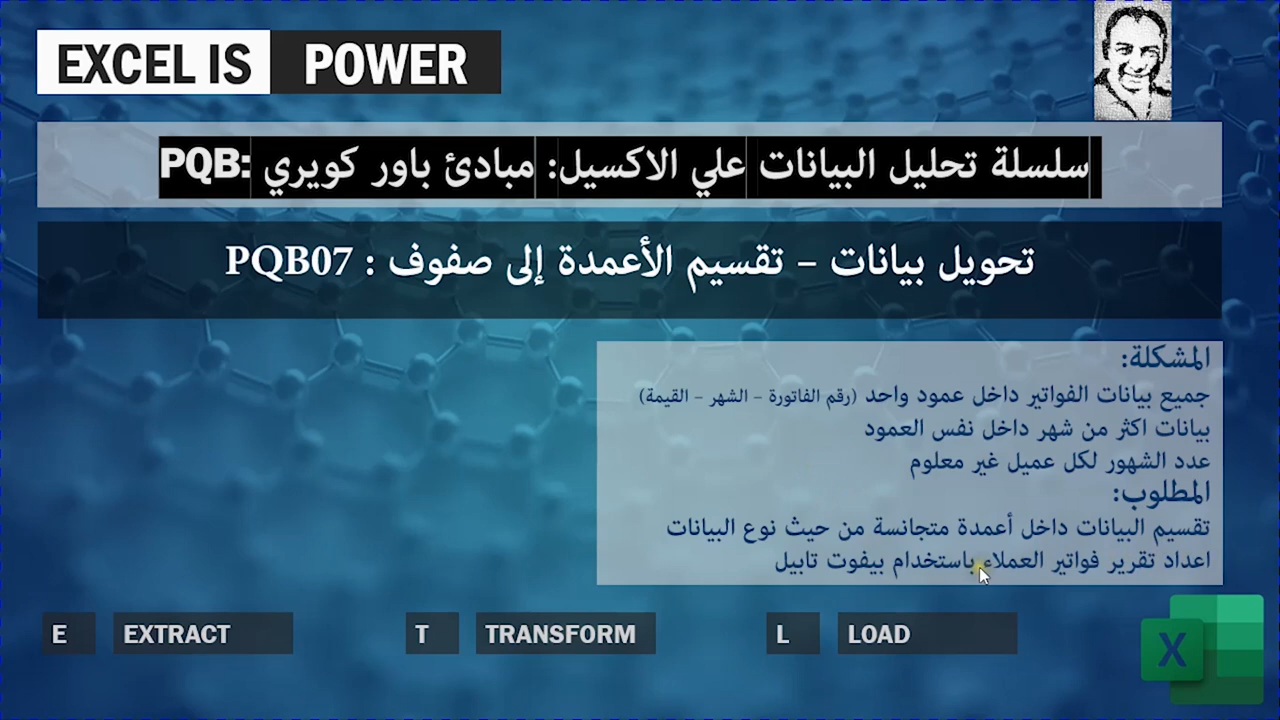 EXCEL IS POWER
سلسلة تحليل البيانات علي الاكسيل: مبادئ باور كويري PQB:
تحويل بيانات – تقسيم الأعمدة إلى صفوف : PQB07
المشكلة:
جميع بيانات الفواتير داخل عمود واحد (رقم الفاتورة – الشهر – القيمة)
بيانات اكثر من شهر داخل نفس العمود
عدد الشهور لكل عميل غير معلوم
المطلوب:
تقسيم البيانات داخل أعمدة متجانسة من حيث نوع البيانات
اعداد تقرير فواتير العملاء باستخدام بيفوت تابيل
E EXTRACT T TRANSFORM L LOAD
X